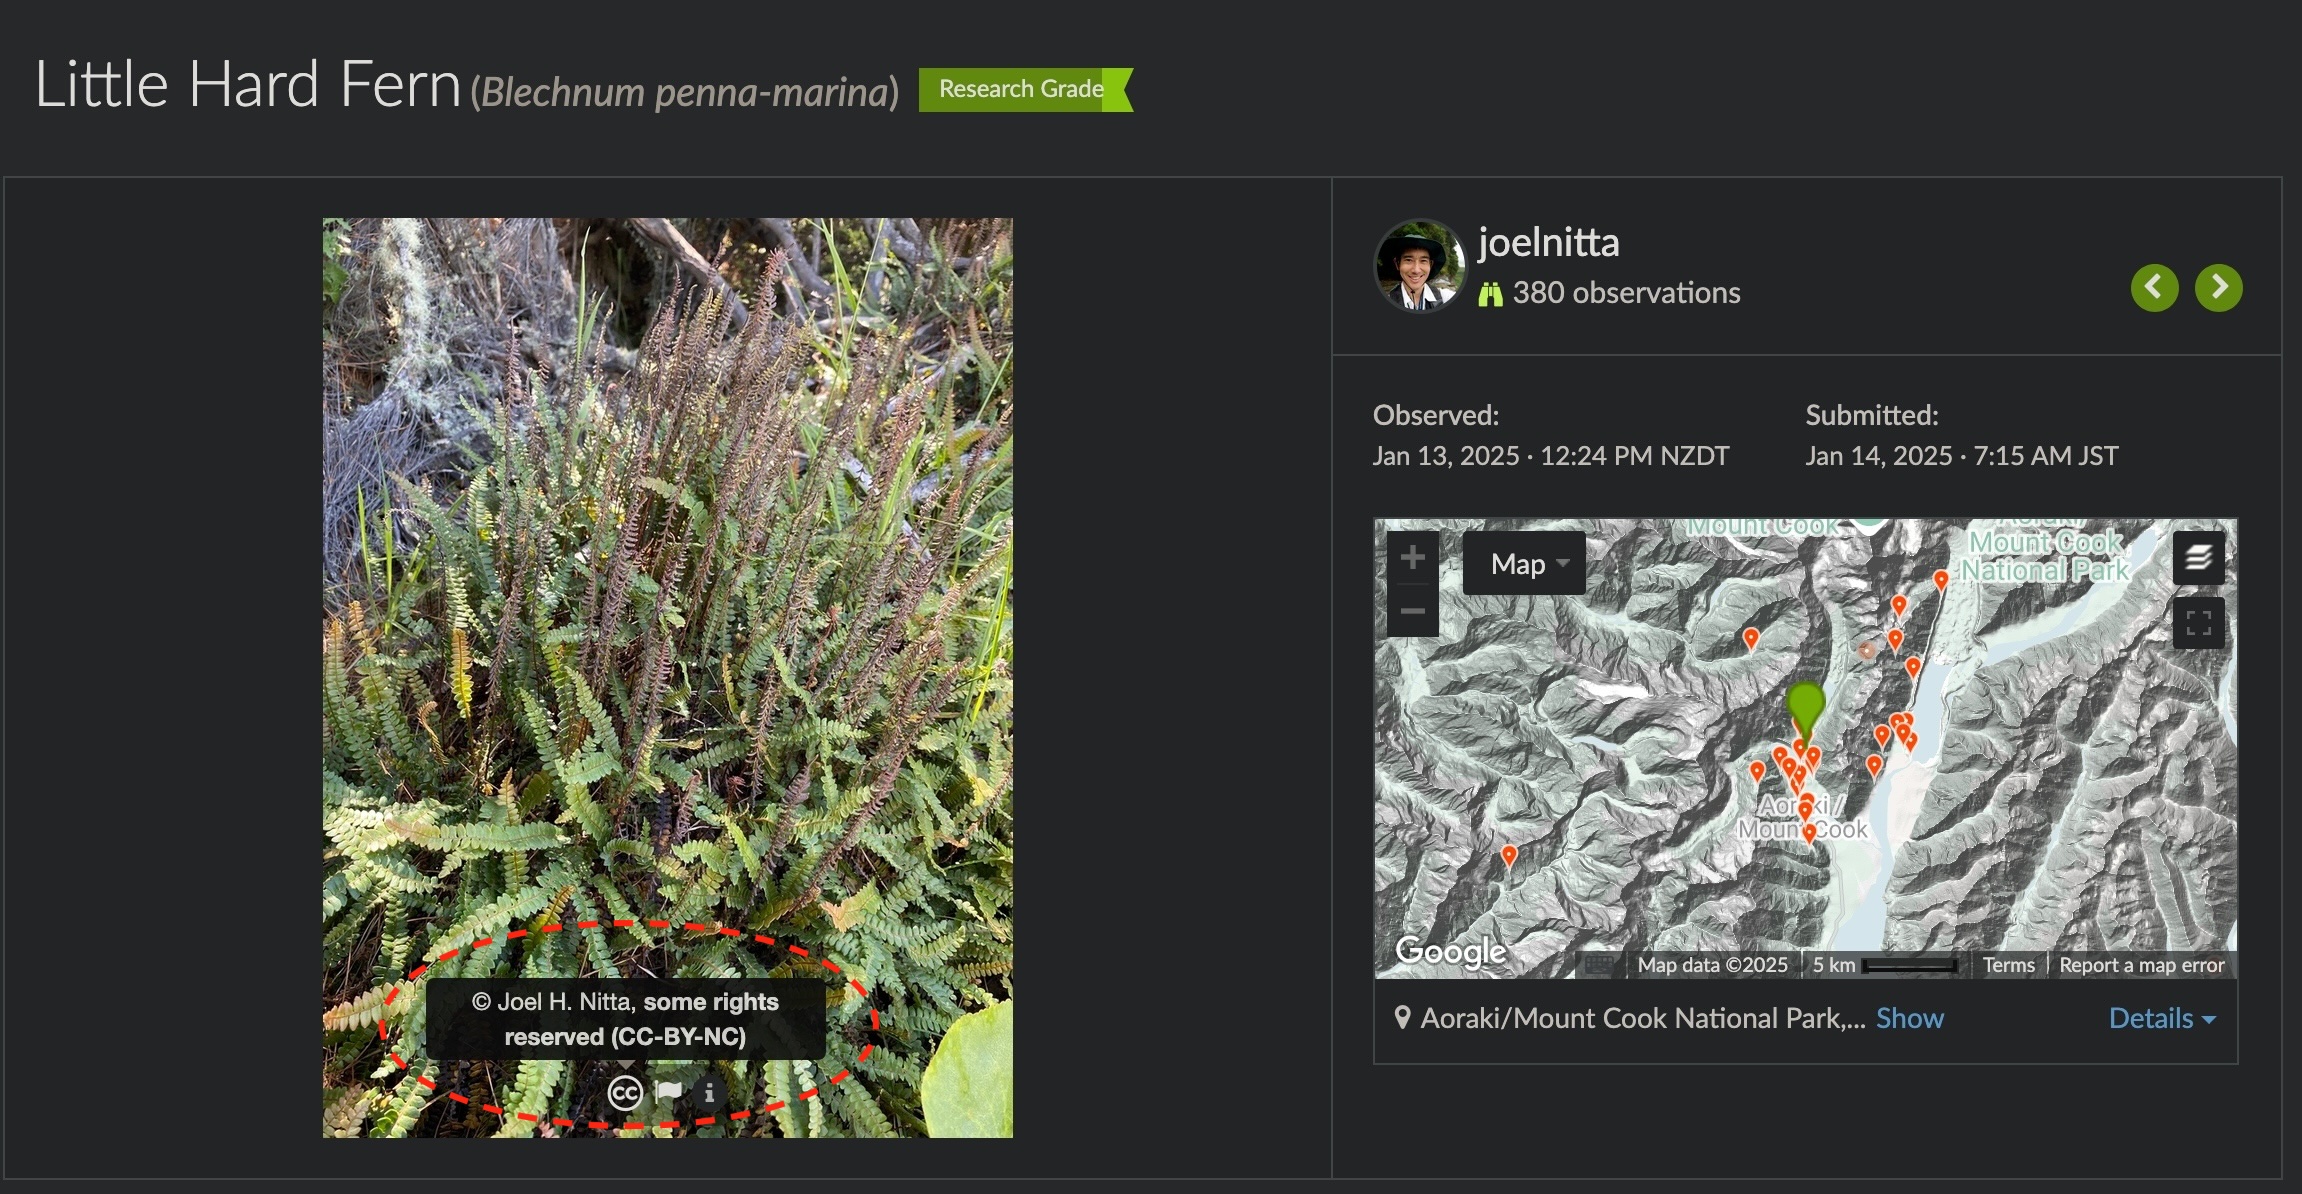 Little Hard Fern (Blechnum penna-marina) Research Grade
joelnitta
380 observations
Observed:
Jan 13, 2025 · 12:24 PM NZDT
Submitted:
Jan 14, 2025 · 7:15 AM JST
Mount Cook
Aoraki/
Mount Cook
National Park
+
Map
−
Aoraki /
Mount Cook
Google
Map data ©2025
5 km
Terms
Report a map error
Aoraki/Mount Cook National Park,... Show
Details
© Joel H. Nitta, some rights
reserved (CC-BY-NC)
cc
i